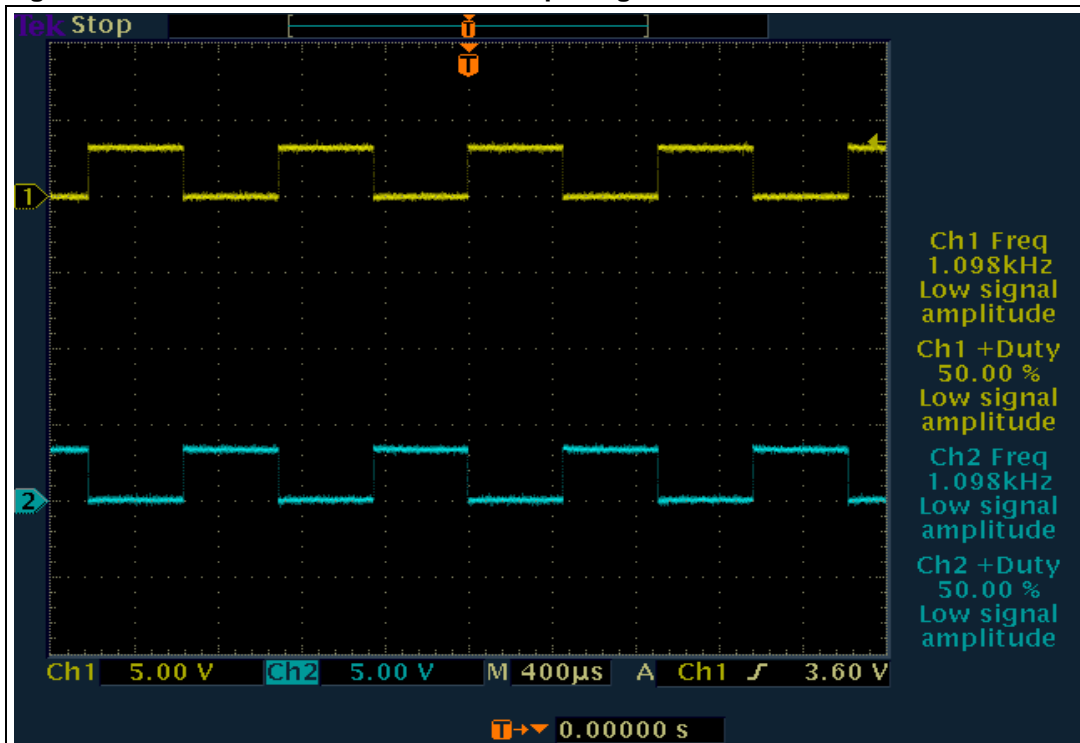 Tek Stop
T
T
1
2
Ch1 Freq
1.098kHz
Low signal
amplitude
Ch1 +Duty
50.00 %
Low signal
amplitude
Ch2 Freq
1.098kHz
Low signal
amplitude
Ch2 +Duty
50.00 %
Low signal
amplitude
Ch1 5.00 V Ch2 5.00 V M 400µs A Ch1 3.60 V
T 0.00000 s